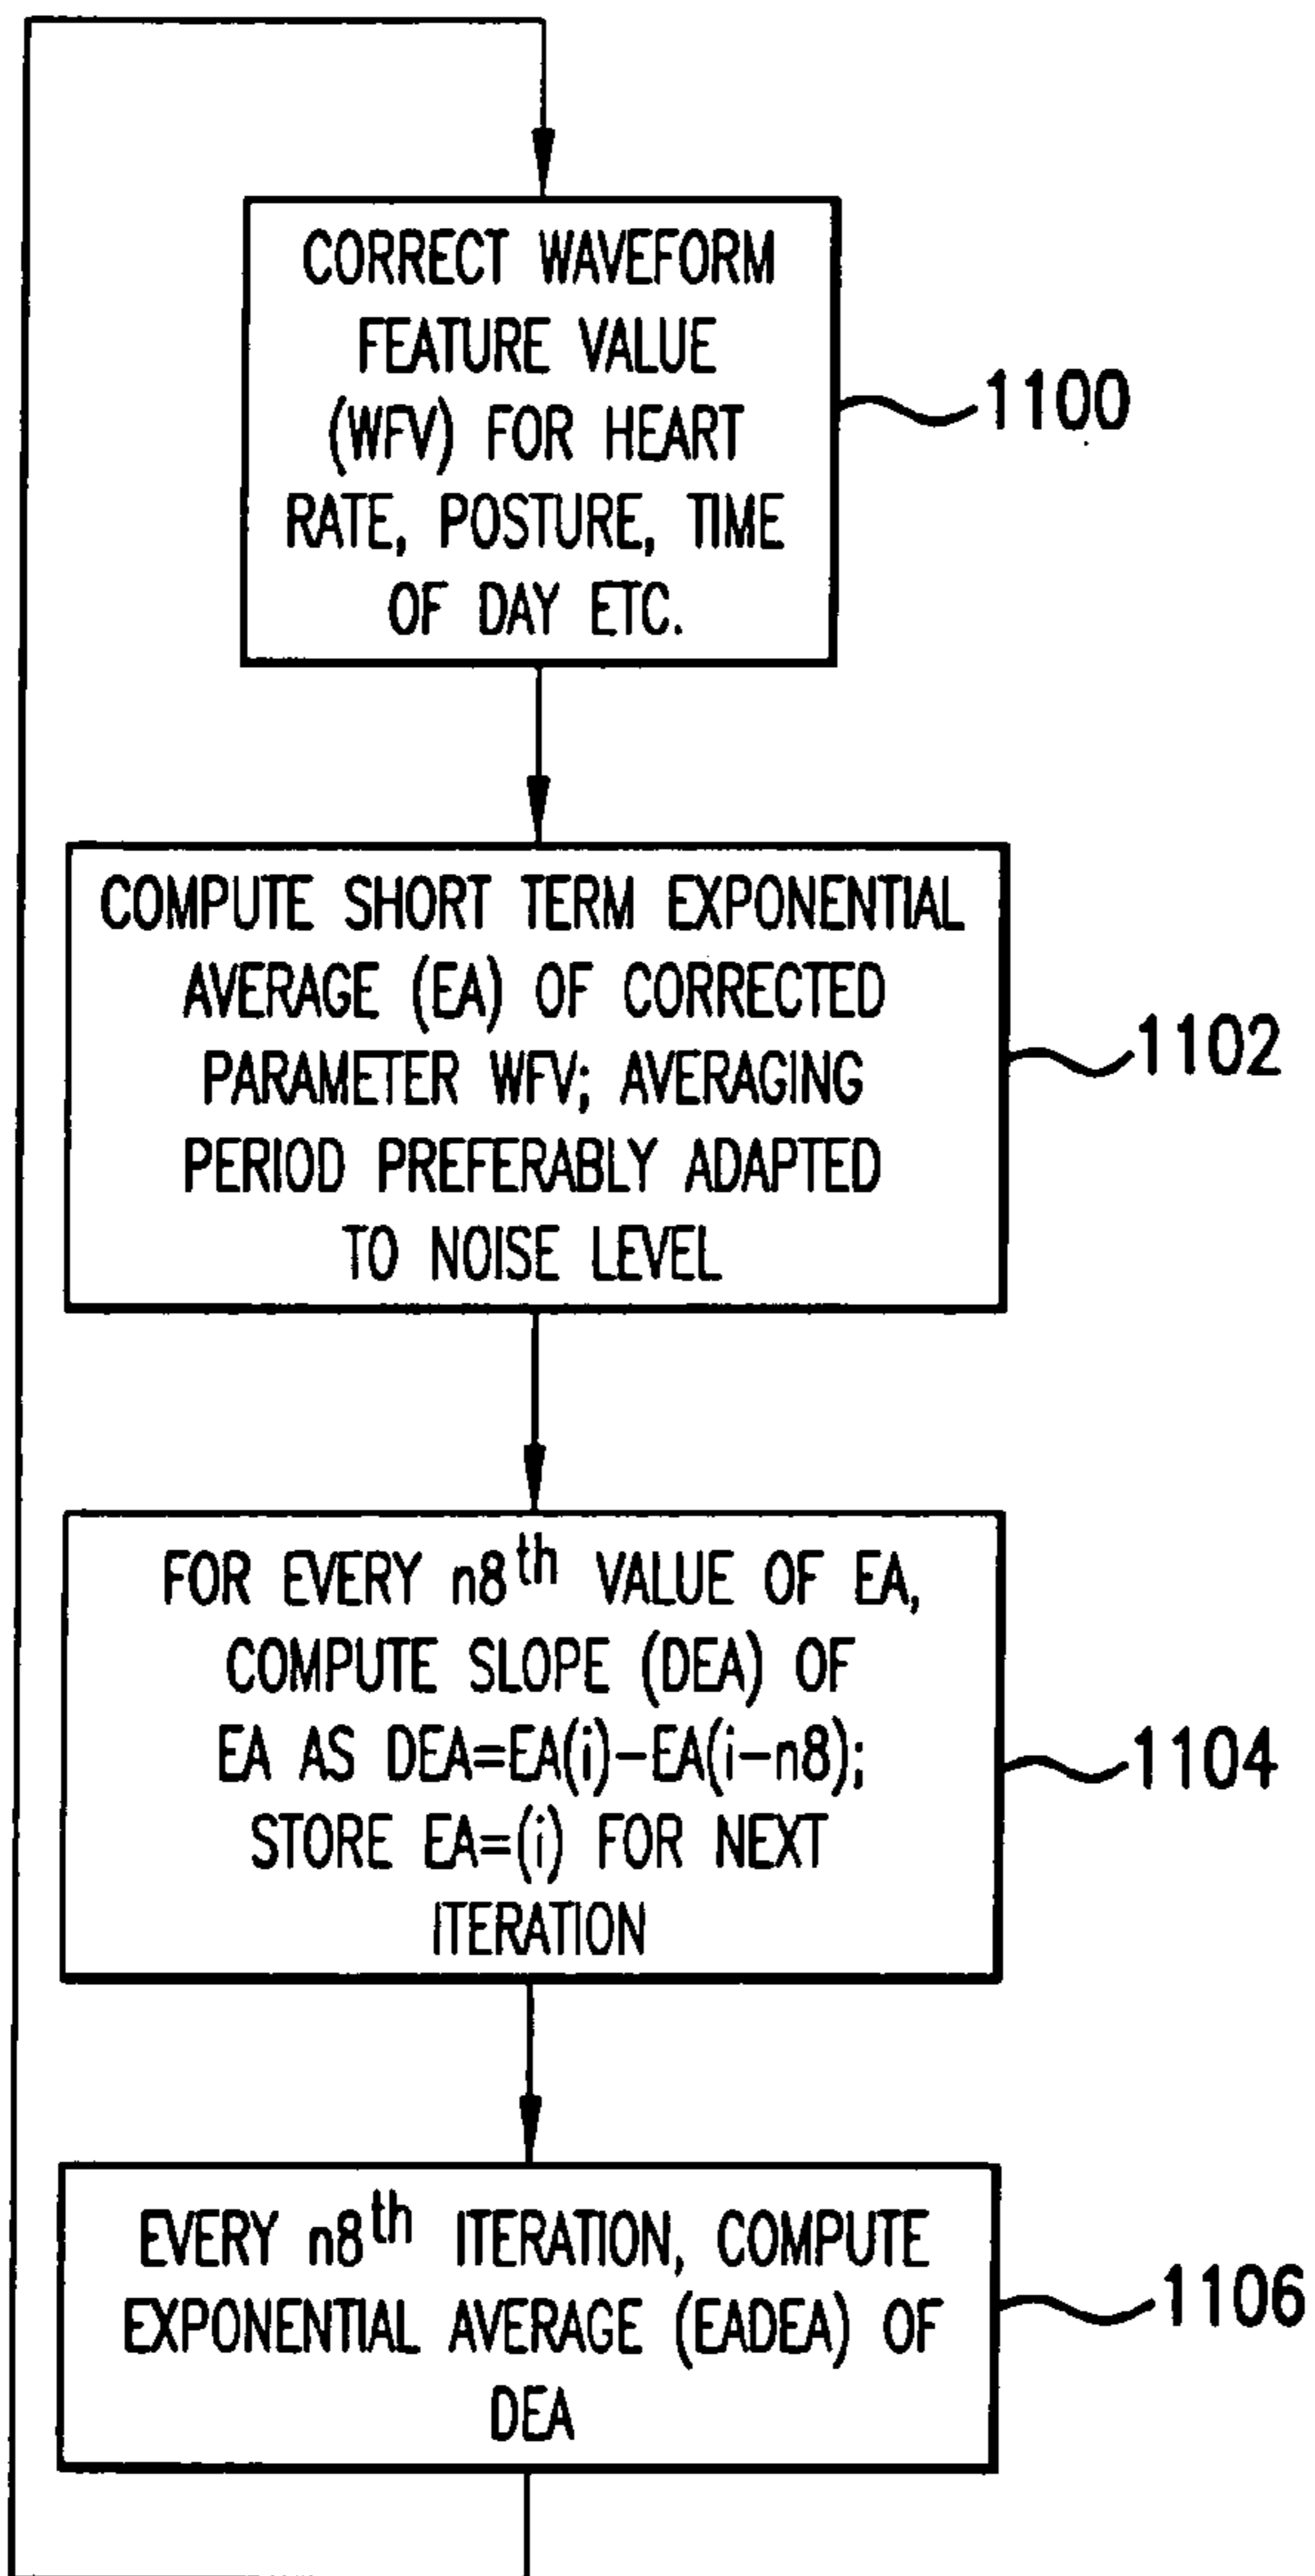 CORRECT WAVEFORM
FEATURE VALUE
(WFV) FOR HEART
RATE, POSTURE, TIME
OF DAY ETC.
1100
COMPUTE SHORT TERM EXPONENTIAL
AVERAGE (EA) OF CORRECTED
PARAMETER WFV; AVERAGING
PERIOD PREFERABLY ADAPTED
TO NOISE LEVEL
1102
FOR EVERY n8th VALUE OF EA,
COMPUTE SLOPE (DEA) OF
EA AS DEA=EA(i)-EA(i-n8);
STORE EA=(i) FOR NEXT
ITERATION
1104
EVERY n8th ITERATION, COMPUTE
EXPONENTIAL AVERAGE (EADEA) OF
DEA
1106